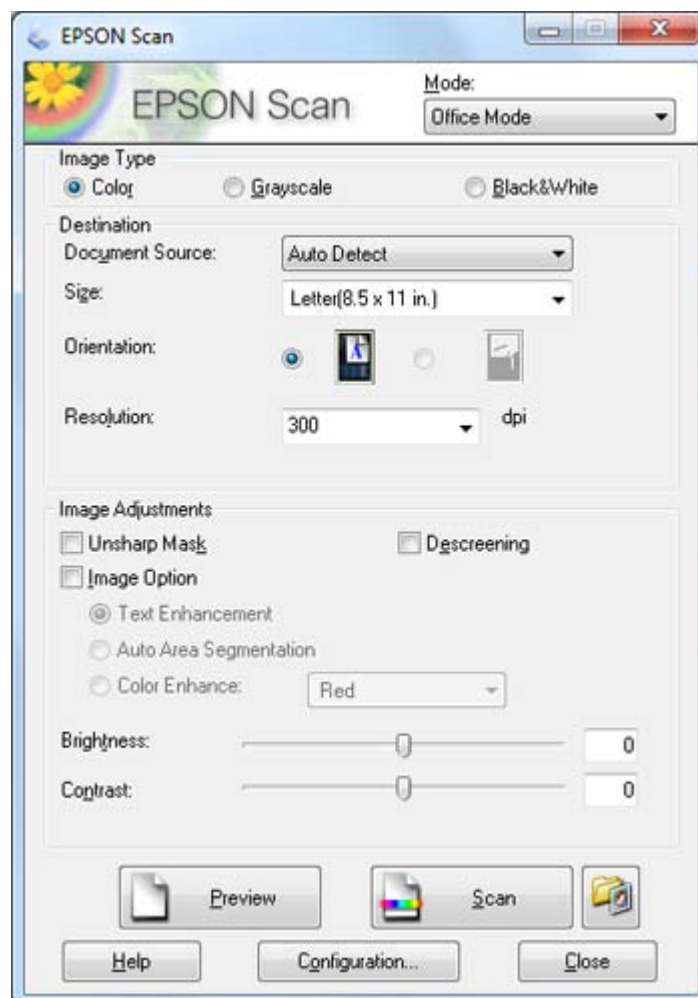 EPSON Scan
EPSON Scan
Mode:
Office Mode
Image Type
Color Grayscale Black&White
Destination
Document Source: Auto Detect
Size: Letter(8.5 x 11 in.)
Orientation: A
Resolution: 300 dpi
Image Adjustments
Unsharp Mask Descreening
Image Option
Text Enhancement
Auto Area Segmentation
Color Enhance: Red
Brightness: 0
Contrast: 0
Preview Scan
Help Configuration... Close